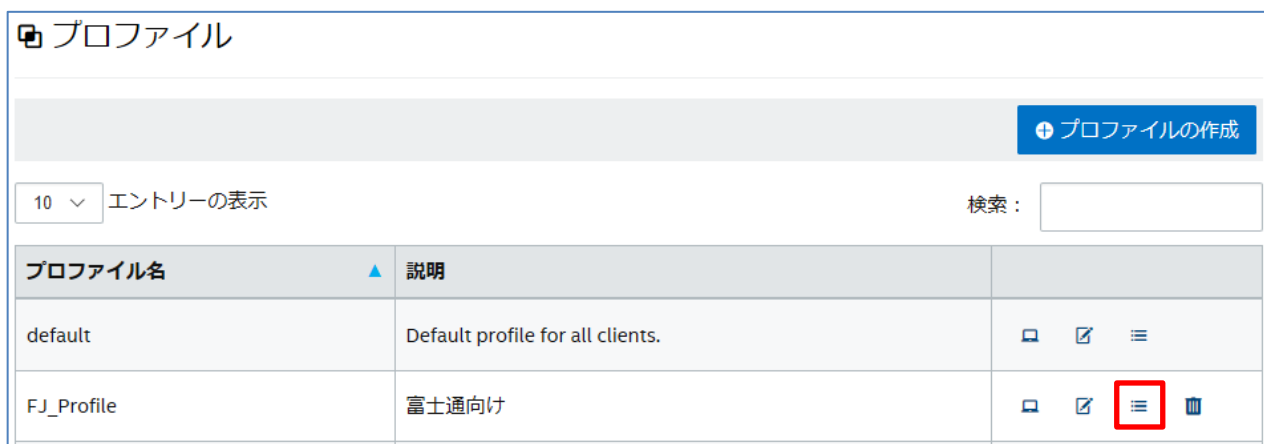 プロファイル
プロファイルの作成
10 エントリーの表示
検索：
プロファイル名 説明
default Default profile for all clients.
FJ_Profile 富士通向け